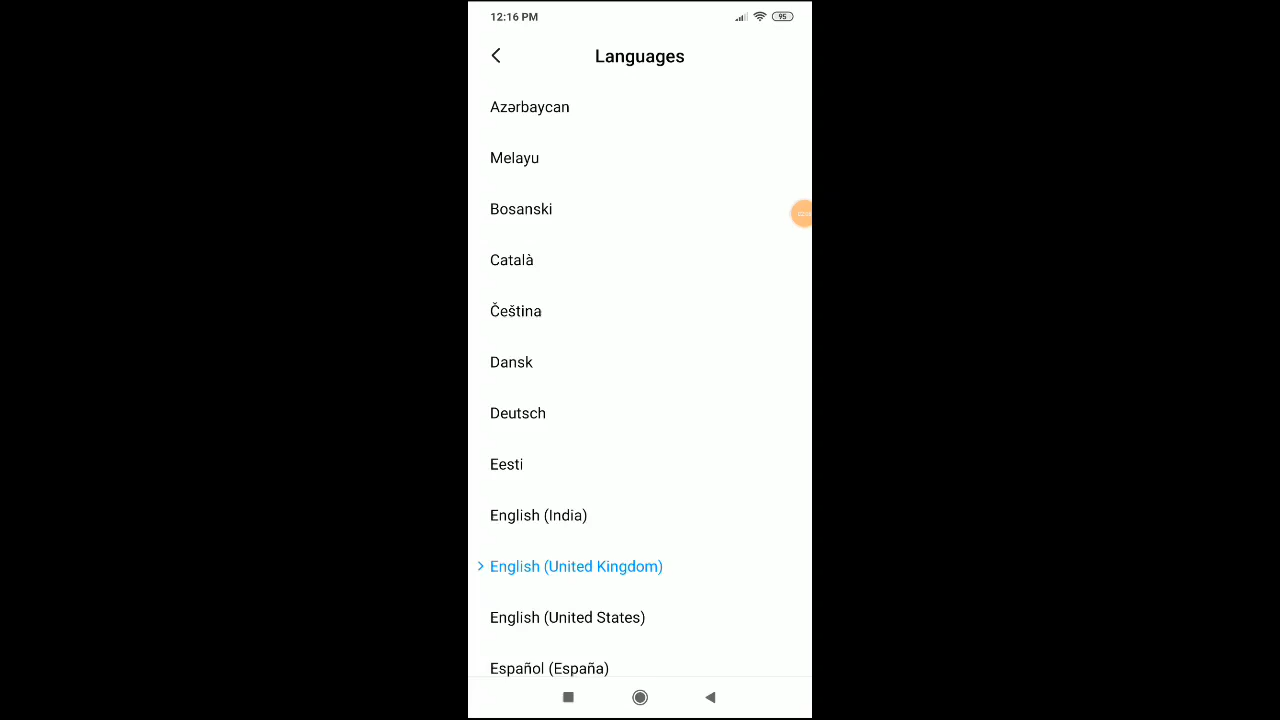 12:16 PM
95
Languages
Azərbaycan
Melayu
Bosanski
Català
Čeština
Dansk
Deutsch
Eesti
English (India)
English (United Kingdom)
English (United States)
Español (España)